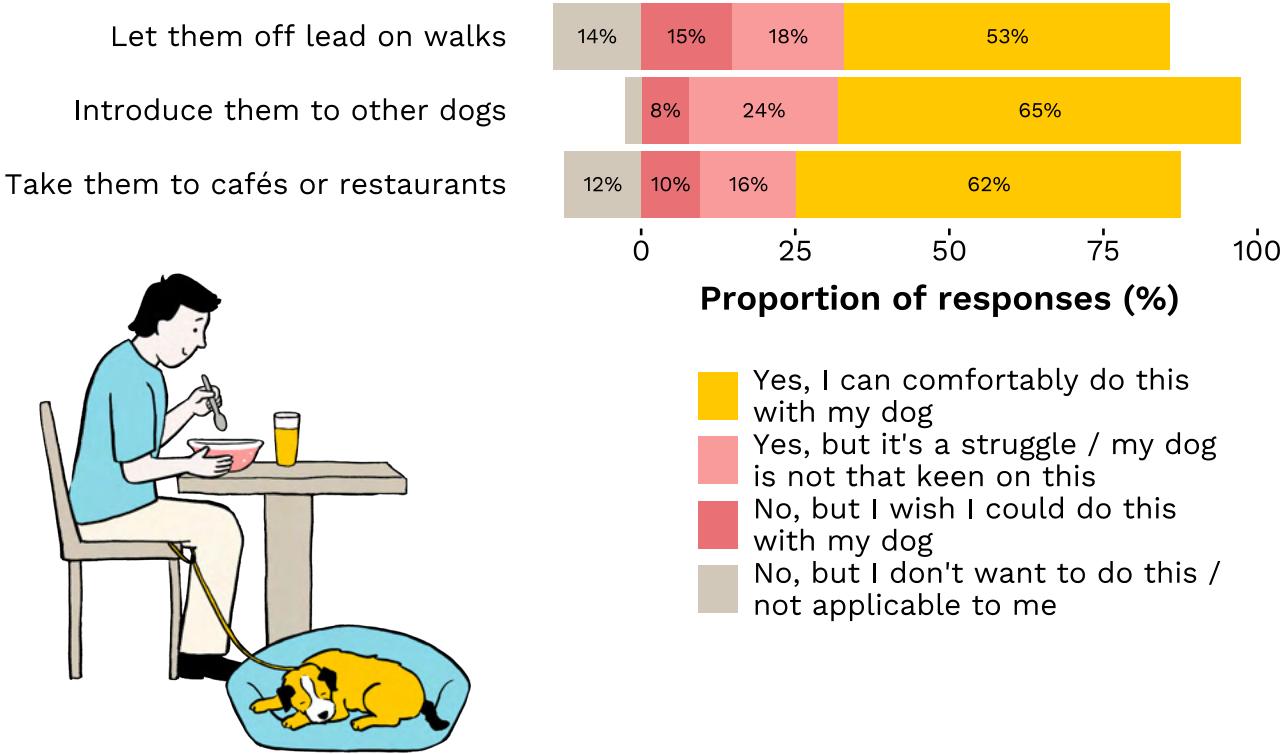 Let them off lead on walks
14% 15% 18% 53%
Introduce them to other dogs
8% 24% 65%
Take them to cafés or restaurants
12% 10% 16% 62%
0 25 50 75 100
Proportion of responses (%)
Yes, I can comfortably do this
with my dog
Yes, but it's a struggle / my dog
is not that keen on this
No, but I wish I could do this
with my dog
No, but I don't want to do this /
not applicable to me